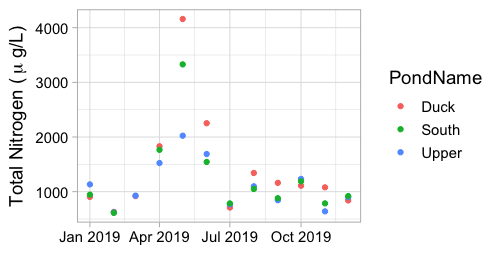 Total Nitrogen ( μ g/L)
4000
3000
2000
1000
Jan 2019 Apr 2019 Jul 2019 Oct 2019
PondName
Duck
South
Upper